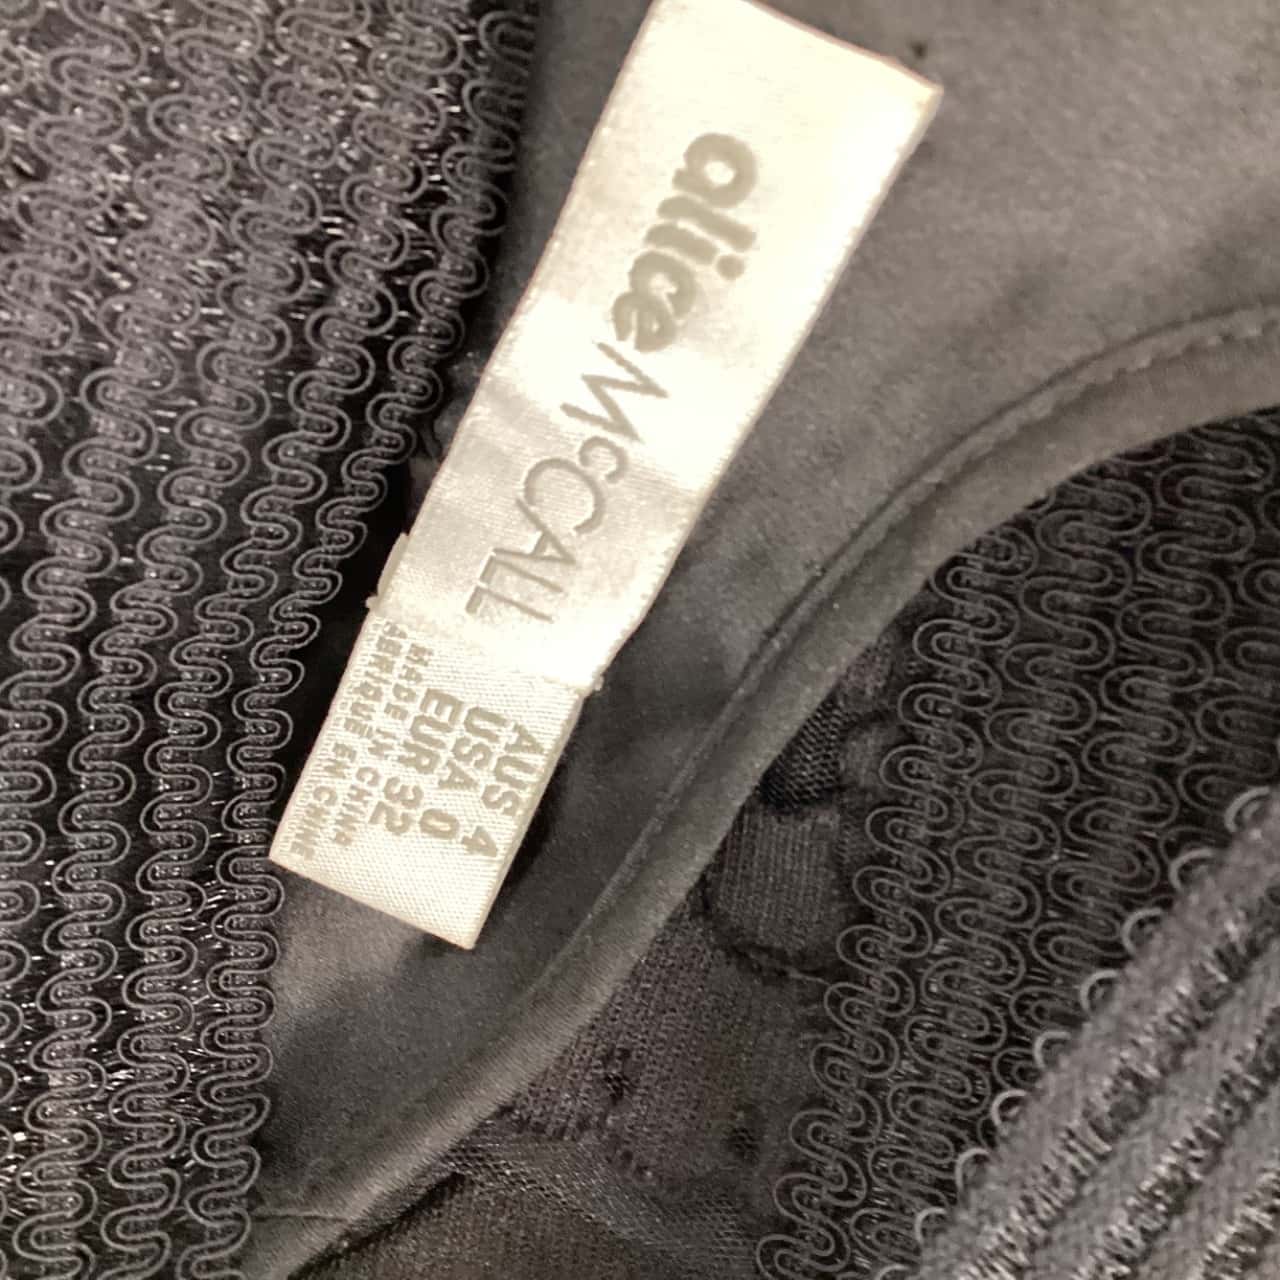 alice McCALL
AUS 4
USA 0
EUR 32
MADE IN CHINA
FABRIQUÉ EN CHINE